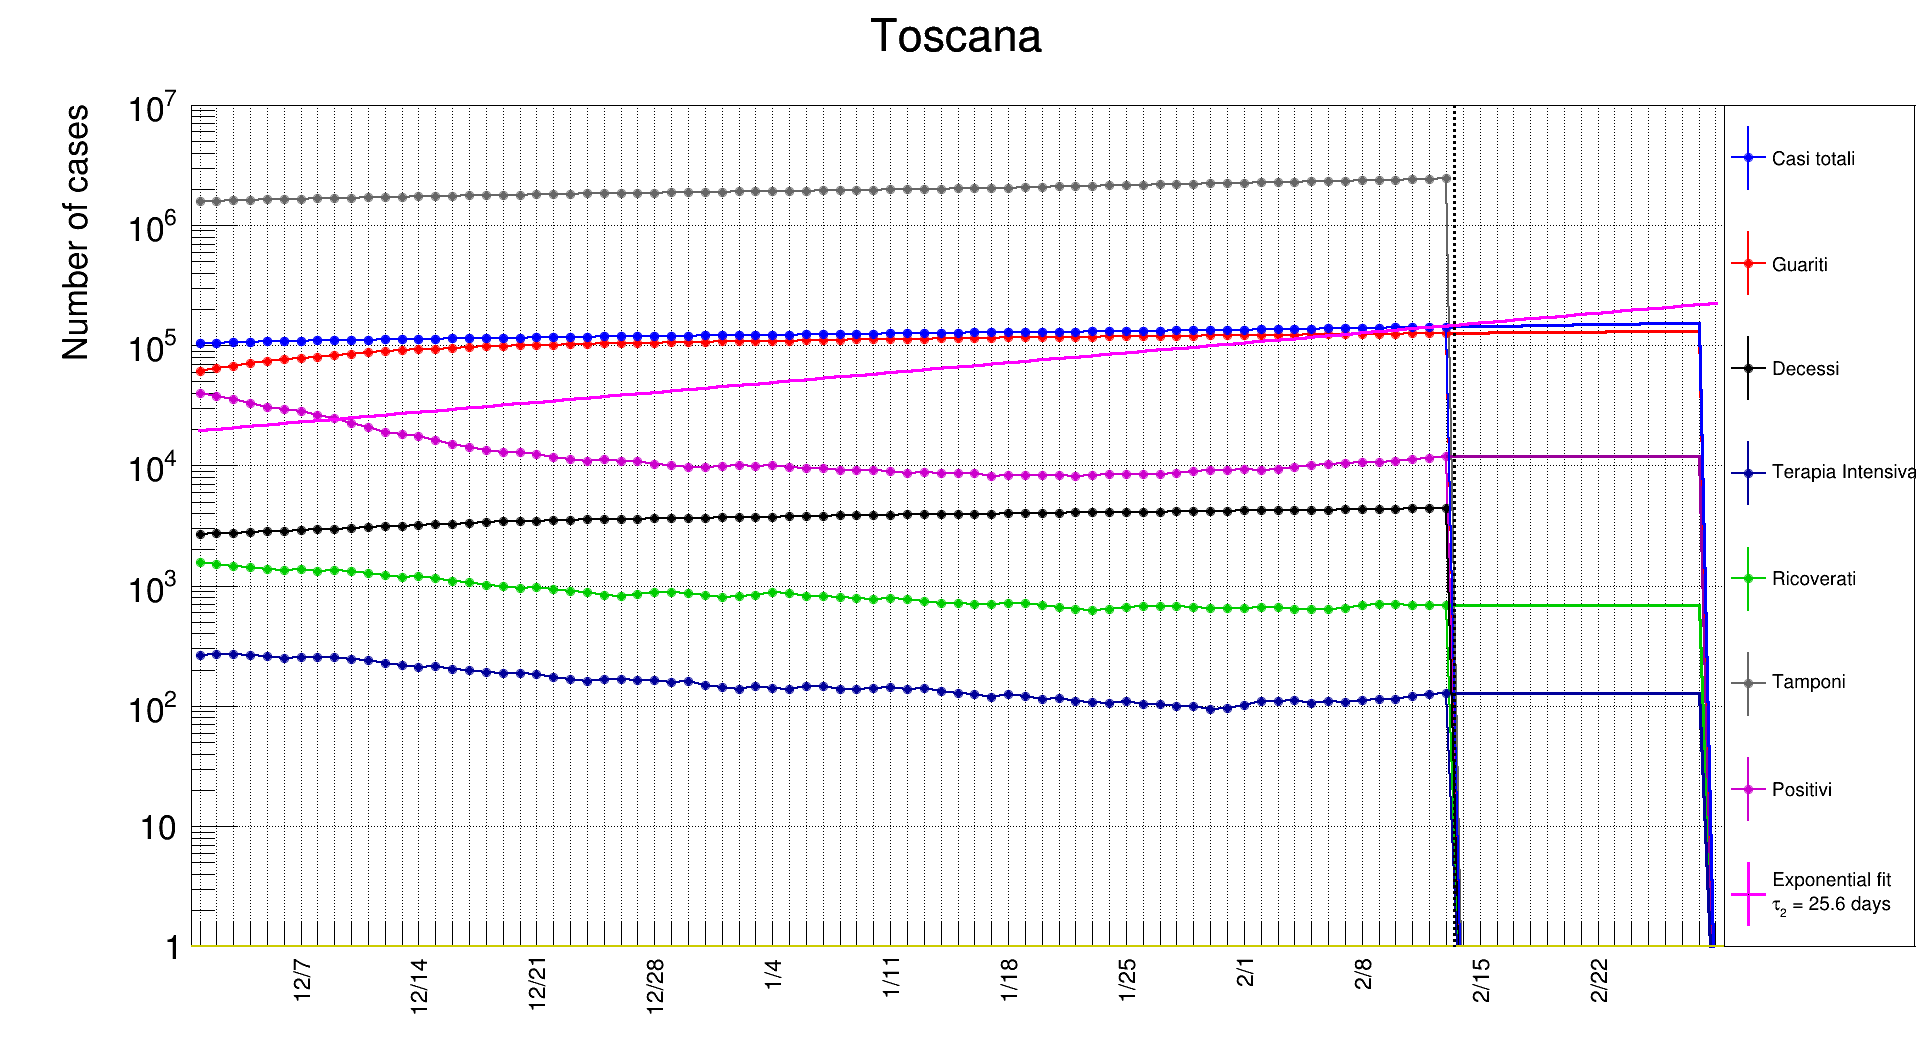 Toscana
Number of cases
10^7
10^6
10^5
10^4
10^3
10^2
10
1
12/7
12/14
12/21
12/28
1/4
1/11
1/18
1/25
2/1
2/8
2/15
2/22
Casi totali
Guariti
Decessi
Terapia Intensiva
Ricoverati
Tamponi
Positivi
Exponential fit
τ₂ = 25.6 days